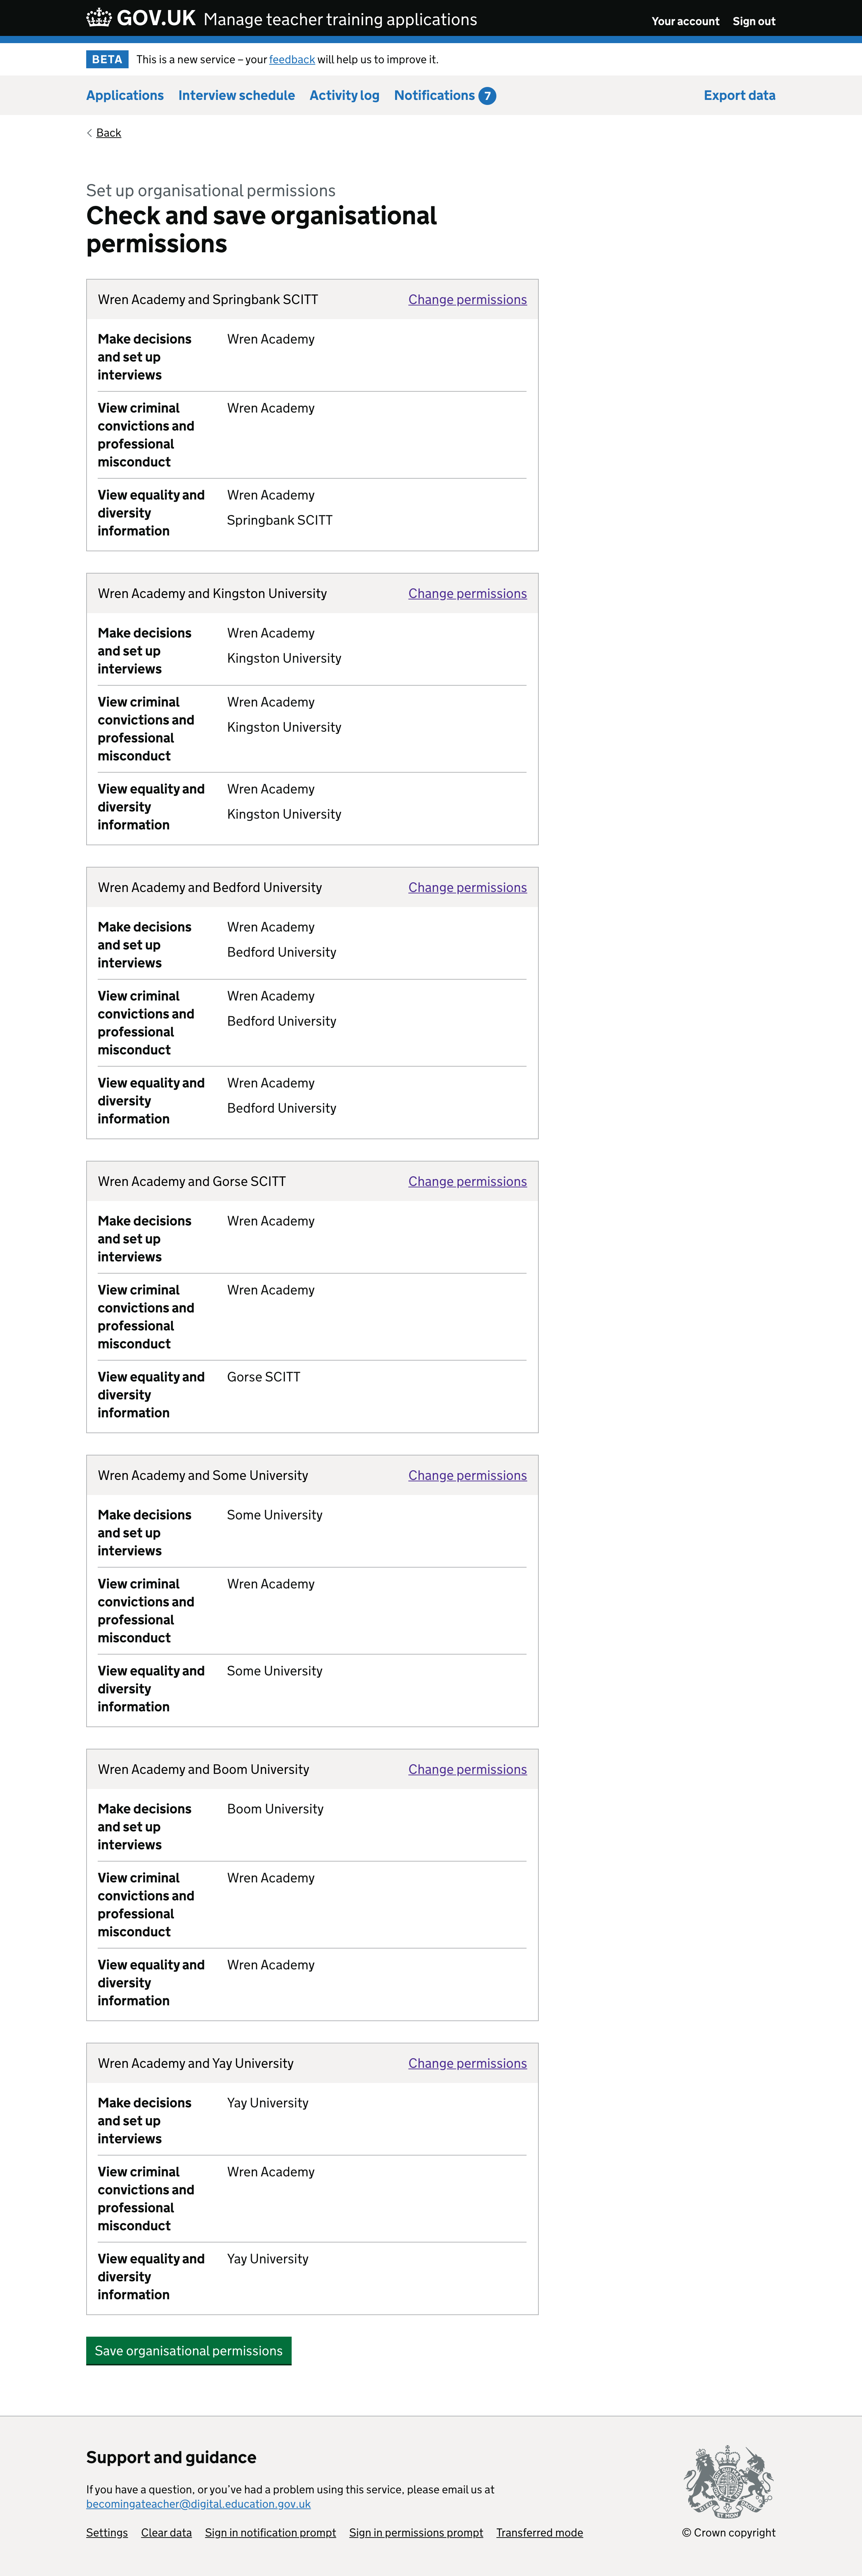 GOV.UK Manage teacher training applications Your account Sign out
BETA This is a new service – your feedback will help us to improve it.
Applications Interview schedule Activity log Notifications 7 Export data
Back
Set up organisational permissions
Check and save organisational
permissions
Wren Academy and Springbank SCITT Change permissions
Make decisions
and set up
interviews
Wren Academy
View criminal
convictions and
professional
misconduct
Wren Academy
View equality and
diversity
information
Wren Academy
Springbank SCITT
Wren Academy and Kingston University Change permissions
Make decisions
and set up
interviews
Wren Academy
Kingston University
View criminal
convictions and
professional
misconduct
Wren Academy
Kingston University
View equality and
diversity
information
Wren Academy
Kingston University
Wren Academy and Bedford University Change permissions
Make decisions
and set up
interviews
Wren Academy
Bedford University
View criminal
convictions and
professional
misconduct
Wren Academy
Bedford University
View equality and
diversity
information
Wren Academy
Bedford University
Wren Academy and Gorse SCITT Change permissions
Make decisions
and set up
interviews
Wren Academy
View criminal
convictions and
professional
misconduct
Wren Academy
View equality and
diversity
information
Gorse SCITT
Wren Academy and Some University Change permissions
Make decisions
and set up
interviews
Some University
View criminal
convictions and
professional
misconduct
Wren Academy
View equality and
diversity
information
Some University
Wren Academy and Boom University Change permissions
Make decisions
and set up
interviews
Boom University
View criminal
convictions and
professional
misconduct
Wren Academy
View equality and
diversity
information
Wren Academy
Wren Academy and Yay University Change permissions
Make decisions
and set up
interviews
Yay University
View criminal
convictions and
professional
misconduct
Wren Academy
View equality and
diversity
information
Yay University
Save organisational permissions
Support and guidance
If you have a question, or you’ve had a problem using this service, please email us at
becomingateacher@digital.education.gov.uk
Settings Clear data Sign in notification prompt Sign in permissions prompt Transferred mode
© Crown copyright